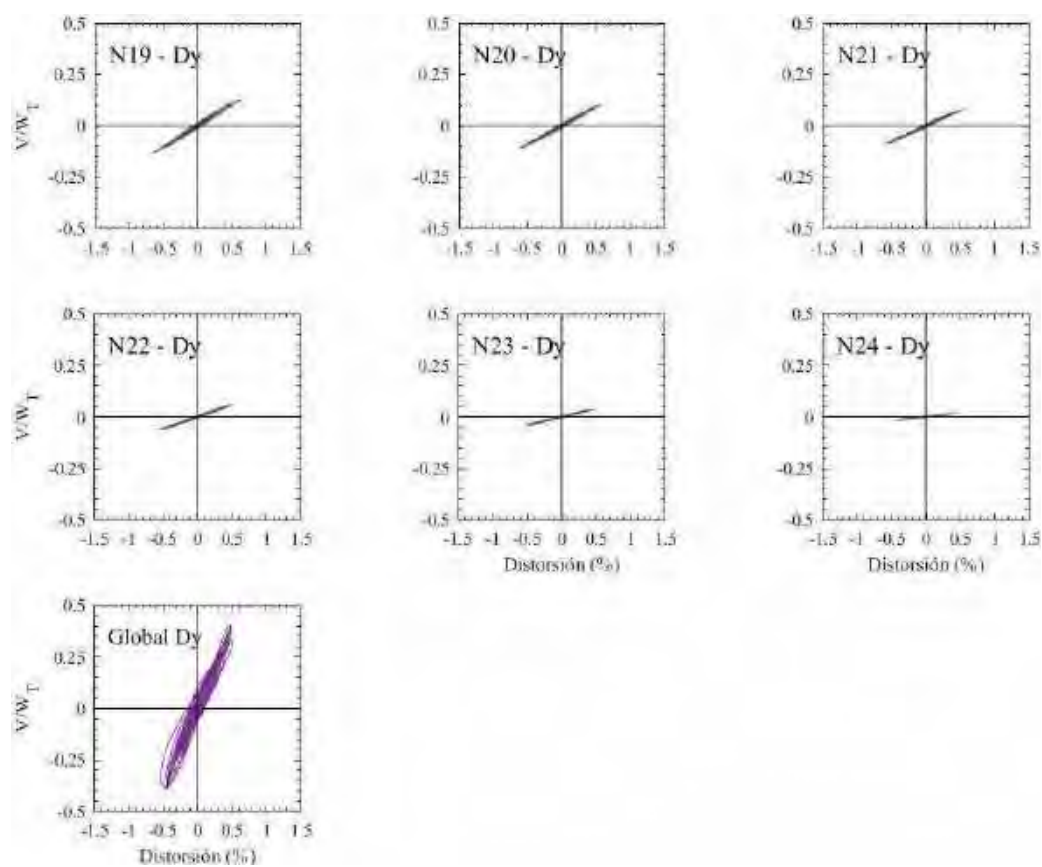 0.5 0.5 0.5
N19 - Dy N20 - Dy N21 - Dy
0.25 0.25 0.25
V/W_T 0 0 0
-0.25 -0.25 -0.25
-0.5 -0.5 -0.5
-1.5 -1 -0.5 0 0.5 1 1.5 -1.5 -1 -0.5 0 0.5 1 1.5 -1.5 -1 -0.5 0 0.5 1 1.5
0.5 0.5 0.5
N22 - Dy N23 - Dy N24 - Dy
0.25 0.25 0.25
V/W_T 0 0 0
-0.25 -0.25 -0.25
-0.5 -0.5 -0.5
-1.5 -1 -0.5 0 0.5 1 1.5 -1.5 -1 -0.5 0 0.5 1 1.5 -1.5 -1 -0.5 0 0.5 1 1.5
Distorsión (%) Distorsión (%)
0.5
Global Dy
0.25
V/W_T 0
-0.25
-0.5
-1.5 -1 -0.5 0 0.5 1 1.5
Distorsión (%)